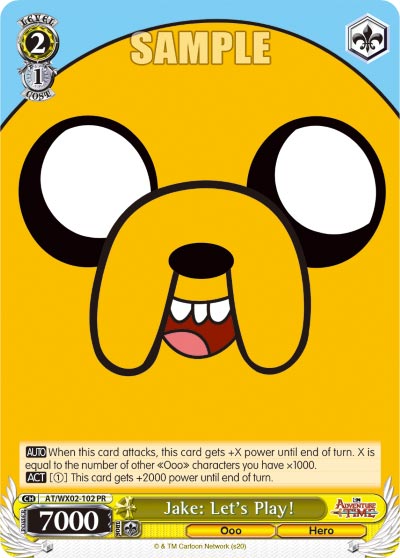 LEVEL
2
1
COST
SAMPLE
AUTO When this card attacks, this card gets +X power until end of turn. X is
equal to the number of other «Ooo» characters you have ×1000.
ACT [①] This card gets +2000 power until end of turn.
CH AT/WX02-102 PR
POWER 7000
SOUL
Jake: Let's Play!
ADVENTURE TIME
Ooo Hero
© & TM Cartoon Network (s20)